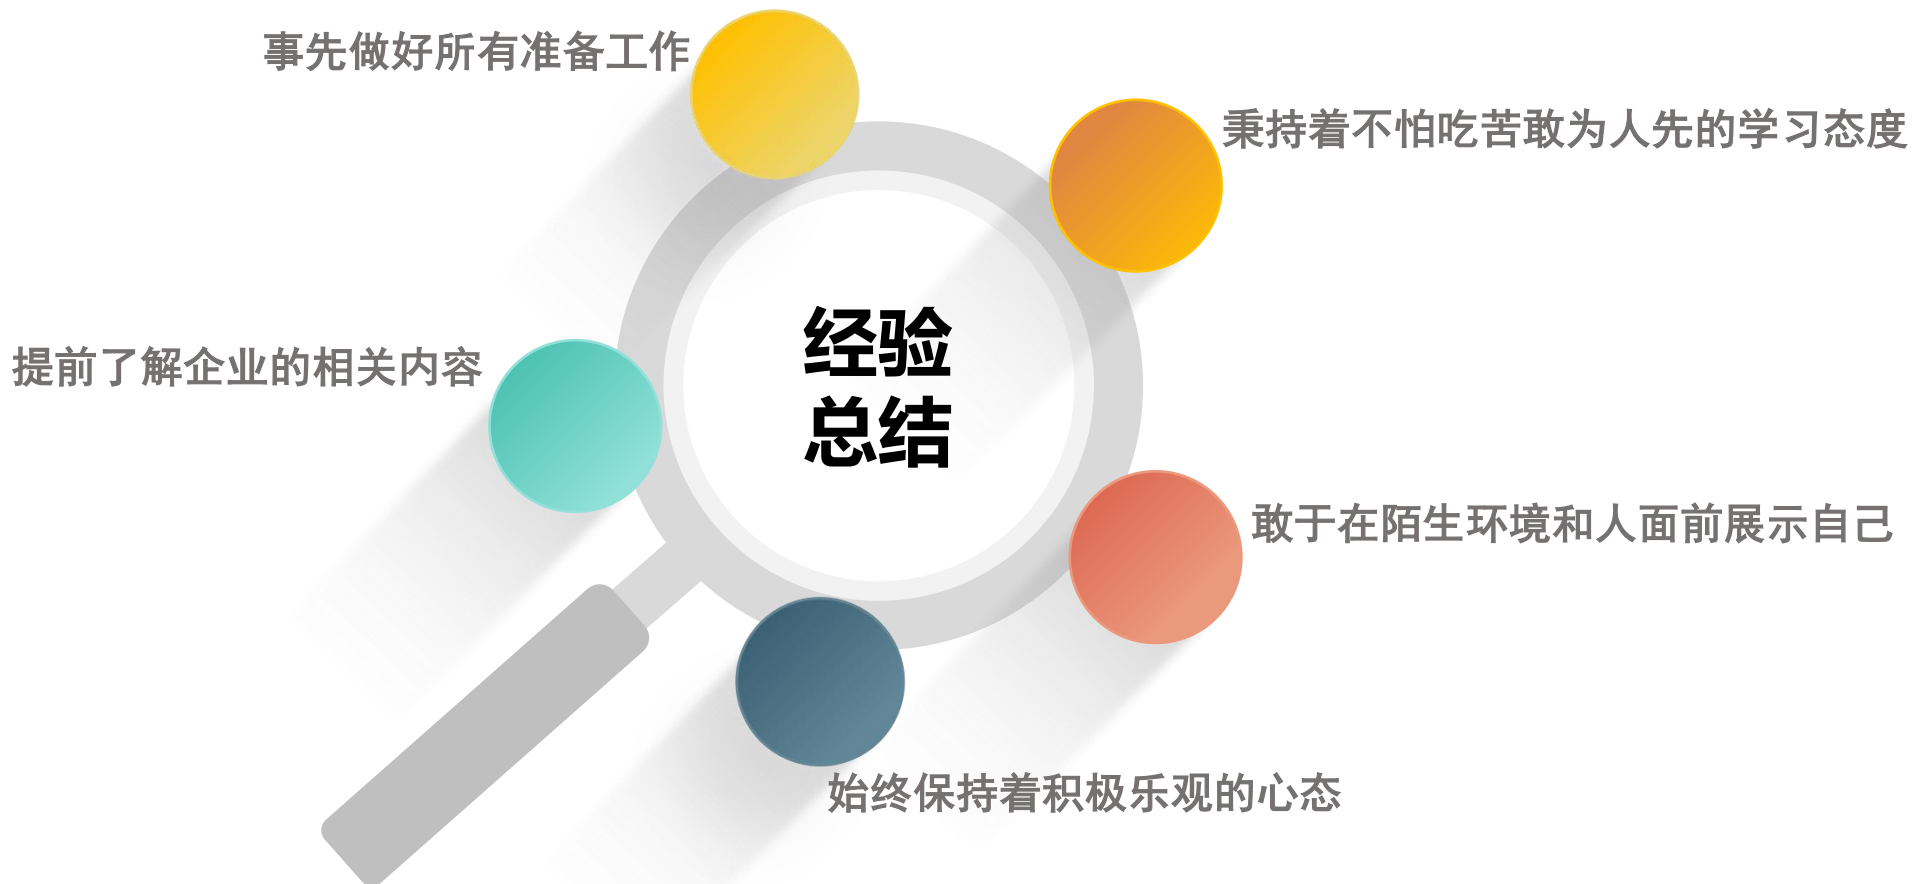 事先做好所有准备工作
秉持着不怕吃苦敢为人先的学习态度
提前了解企业的相关内容
经验
总结
敢于在陌生环境和人面前展示自己
始终保持着积极乐观的心态